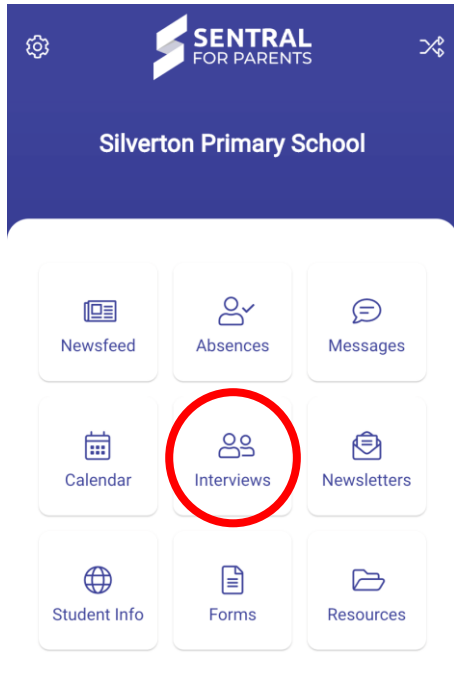 SENTRAL
FOR PARENTS
Silverton Primary School
Newsfeed Absences Messages
Calendar Interviews Newsletters
Student Info Forms Resources